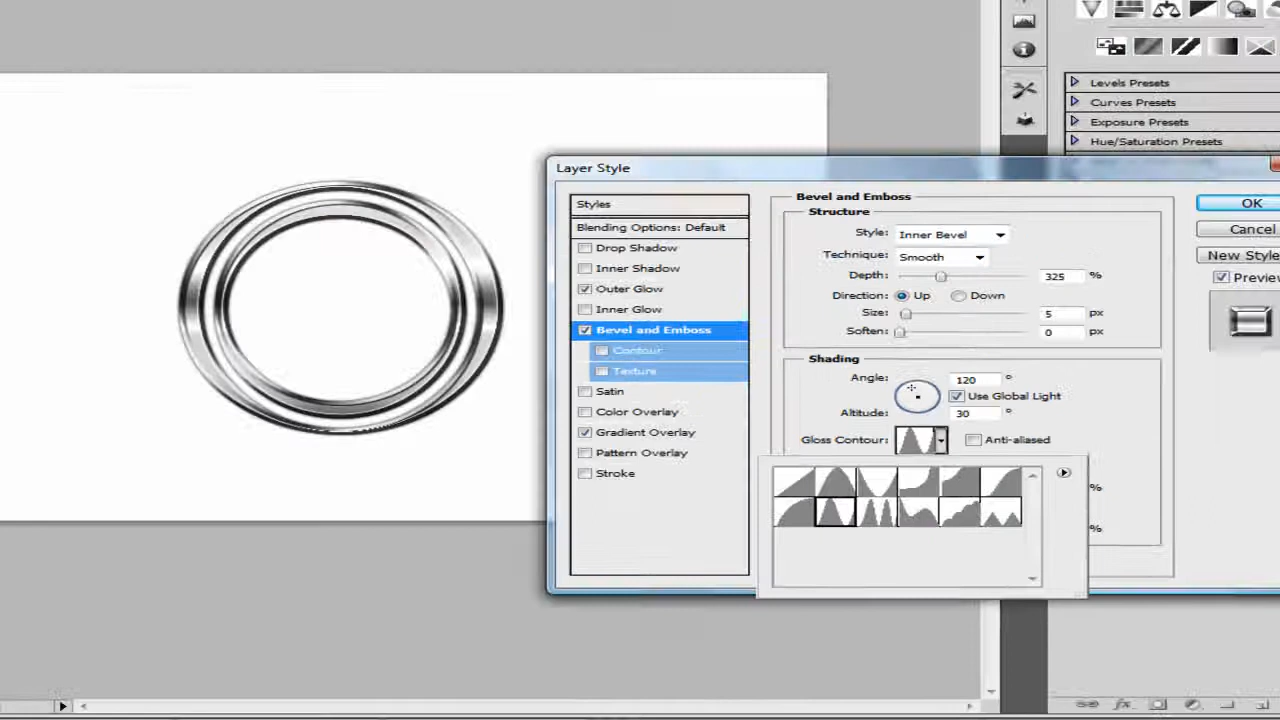 Levels Presets
Curves Presets
Exposure Presets
Hue/Saturation Presets
Layer Style
Styles
Blending Options: Default
Drop Shadow
Inner Shadow
Outer Glow
Inner Glow
Bevel and Emboss
Contour
Texture
Satin
Color Overlay
Gradient Overlay
Pattern Overlay
Stroke
Bevel and Emboss
Structure
Style: Inner Bevel
Technique: Smooth
Depth: 325 %
Direction: Up Down
Size: 5 px
Soften: 0 px
Shading
Angle: 120 °
Use Global Light
Altitude: 30 °
Gloss Contour: Anti-aliased
%
%
OK
Cancel
New Style
Preview
fx